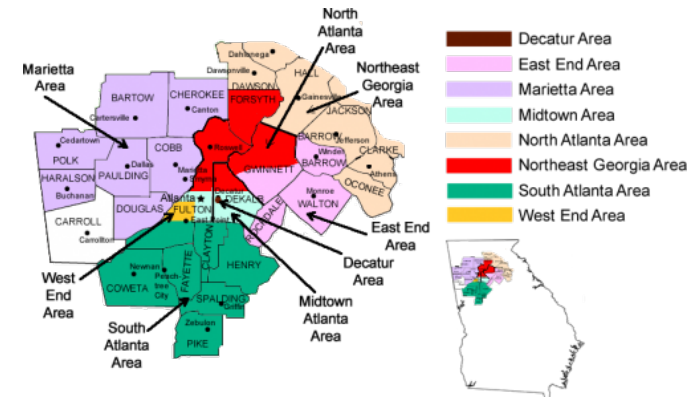 North
Atlanta
Area
Marietta
Area
Northeast
Georgia
Area
Dahlonega
Dawsonville
HALL
DAWSON
Gainesville
BARTOW
CHEROKEE
FORSYTH
JACKSON
Canton
Cartersville
Cedartown
COBB
Roswell
BARROW
Jefferson
Winder
CLARKE
POLK
Dallas
Marietta
Smyrna
GWINNETT
BARROW
Athens
HARALSON
PAULDING
OCONEE
Buchanan
Atlanta
Decatur
Monroe
DEKALB
WALTON
CARROLL
DOUGLAS
FULTON
East Point
ROCKDALE
Carrollton
East End
Area
CLAYTON
Decatur
Area
West
End
Area
Newnan
Peach-
tree
City
FAYETTE
HENRY
COWETA
SPALDING
Griffin
Midtown
Atlanta
Area
South
Atlanta
Area
Zebulon
PIKE
Decatur Area
East End Area
Marietta Area
Midtown Area
North Atlanta Area
Northeast Georgia Area
South Atlanta Area
West End Area